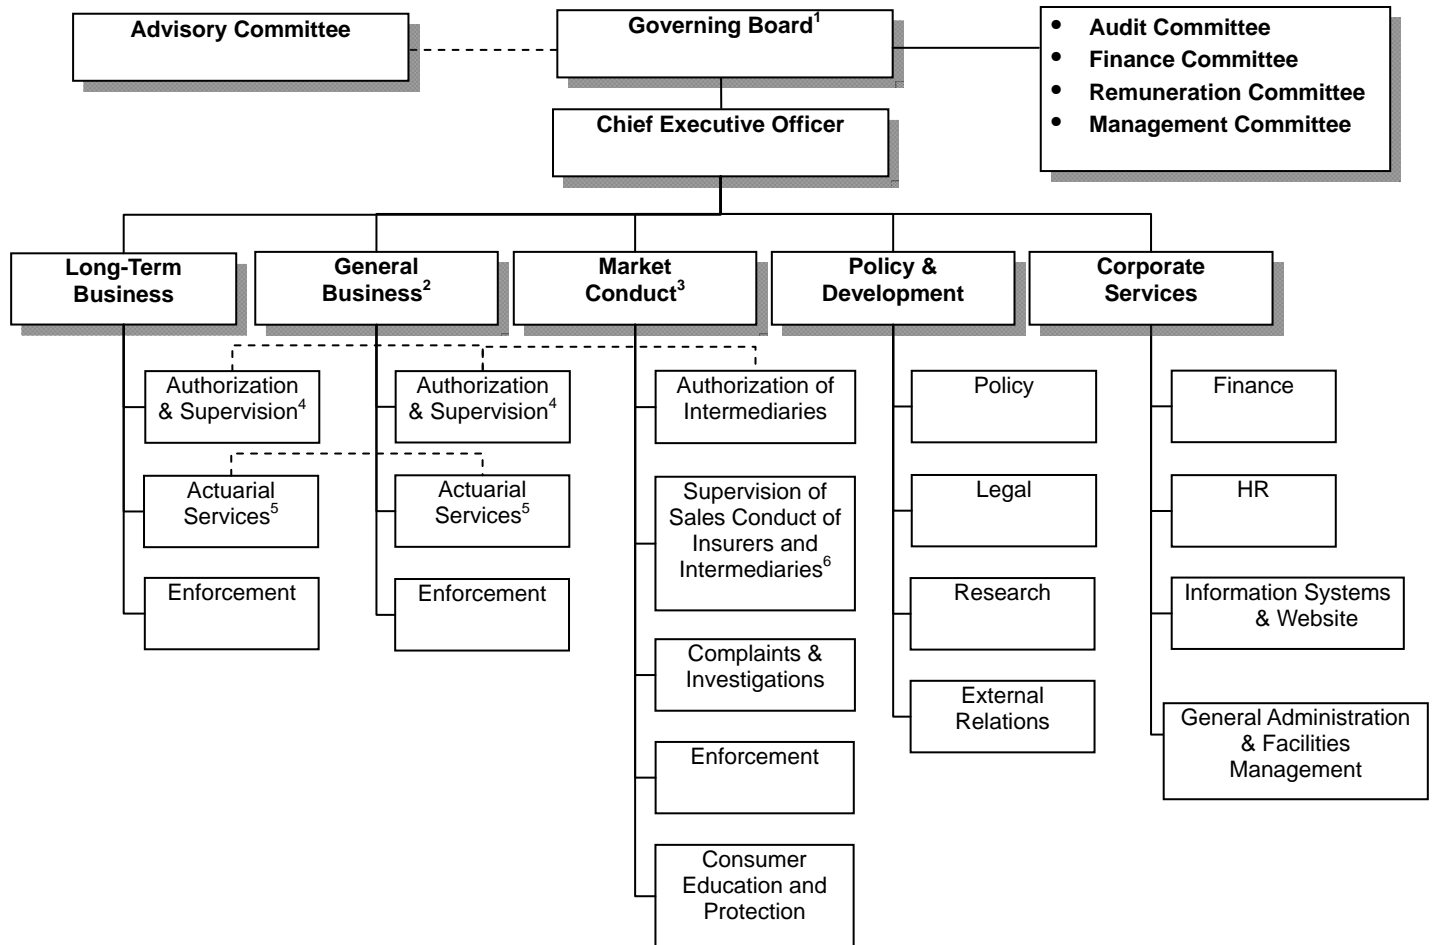 Advisory Committee
Governing Board¹
• Audit Committee
• Finance Committee
• Remuneration Committee
• Management Committee
Chief Executive Officer
Long-Term
Business
General
Business²
Market
Conduct³
Policy &
Development
Corporate
Services
Authorization
& Supervision⁴
Actuarial
Services⁵
Enforcement
Authorization
& Supervision⁴
Actuarial
Services⁵
Enforcement
Authorization of
Intermediaries
Supervision of
Sales Conduct of
Insurers and
Intermediaries⁶
Complaints &
Investigations
Enforcement
Consumer
Education and
Protection
Policy
Legal
Research
External
Relations
Finance
HR
Information Systems
& Website
General Administration
& Facilities
Management